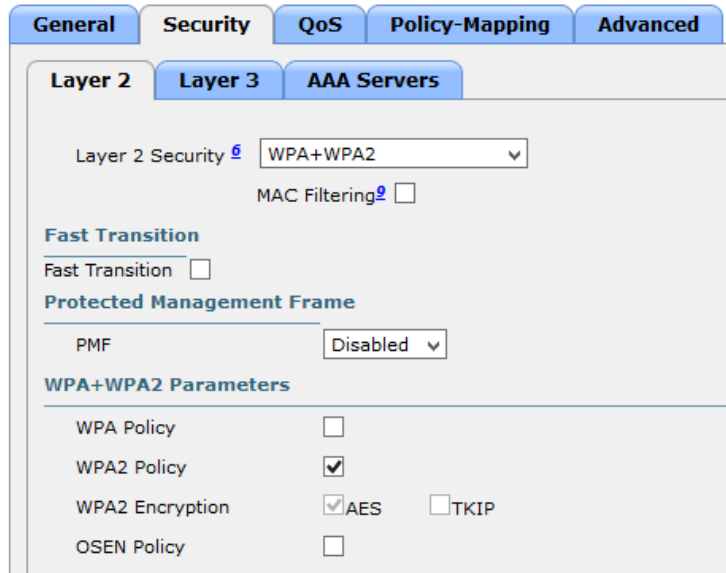 General Security QoS Policy-Mapping Advanced
Layer 2 Layer 3 AAA Servers
Layer 2 Security 6 WPA+WPA2
MAC Filtering9
Fast Transition
Fast Transition
Protected Management Frame
PMF Disabled
WPA+WPA2 Parameters
WPA Policy
WPA2 Policy
WPA2 Encryption AES TKIP
OSEN Policy